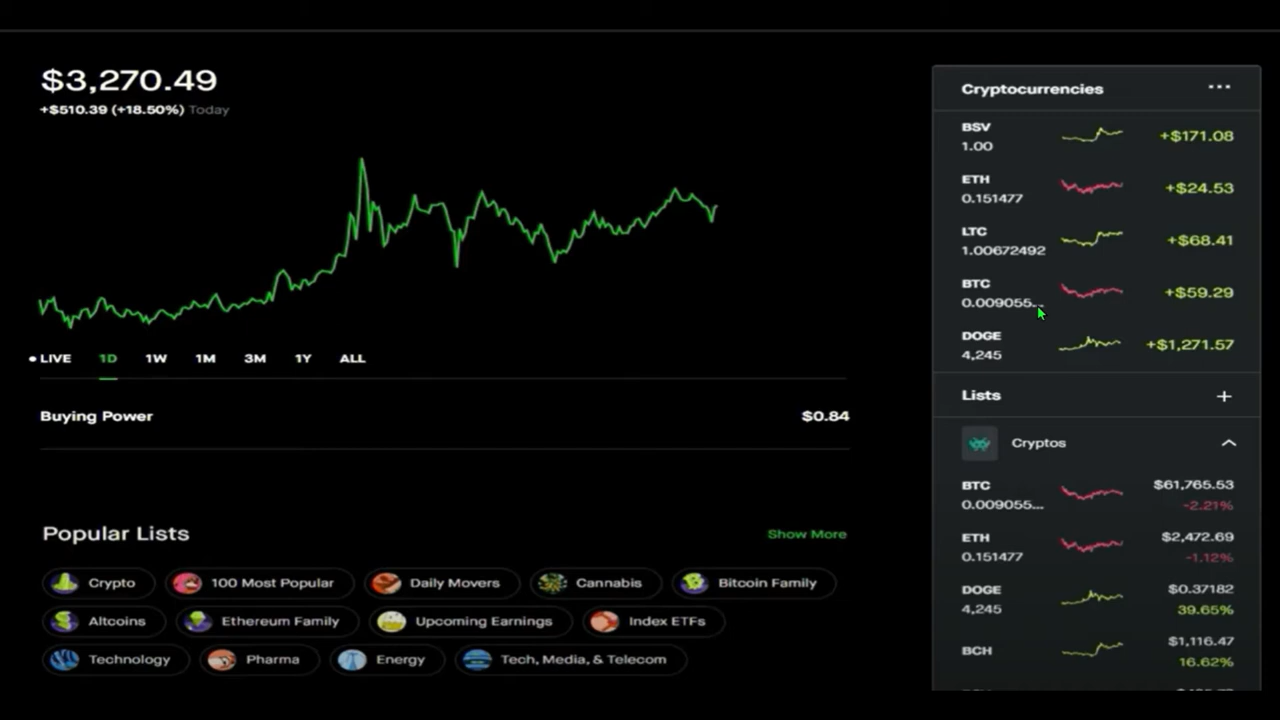 $3,270.49
+$510.39 (+18.50%) Today
LIVE 1D 1W 1M 3M 1Y ALL
Buying Power $0.84
Popular Lists Show More
Crypto 100 Most Popular Daily Movers Cannabis Bitcoin Family
Altcoins Ethereum Family Upcoming Earnings Index ETFs
Technology Pharma Energy Tech, Media, & Telecom
Cryptocurrencies
BSV
1.00 +$171.08
ETH
0.151477 +$24.53
LTC
1.00672492 +$68.41
BTC
0.009055... +$59.29
DOGE
4,245 +$1,271.57
Lists +
Cryptos
BTC $61,765.53
0.009055... -2.21%
ETH $2,472.69
0.151477 -1.12%
DOGE $0.37182
4,245 39.65%
BCH $1,116.47
16.62%